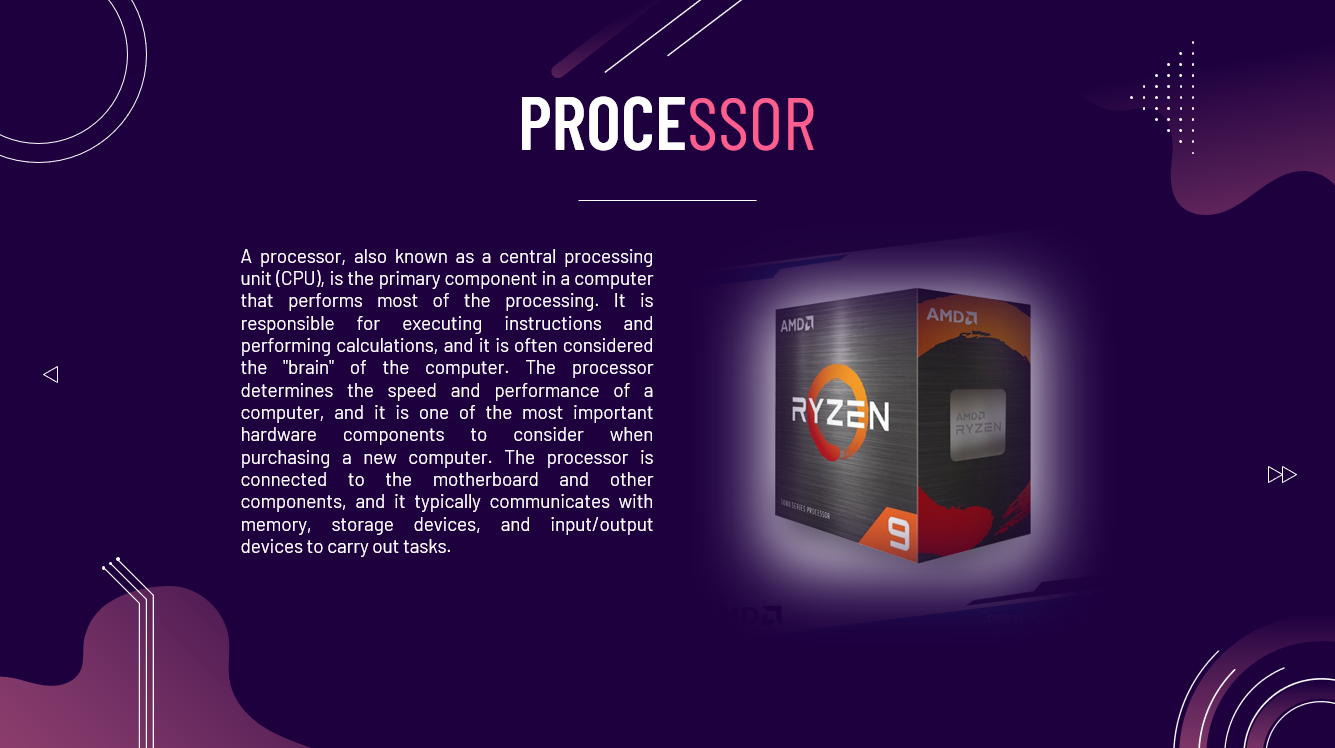 PROCESSOR
A processor, also known as a central processing
unit (CPU), is the primary component in a computer
that performs most of the processing. It is
responsible for executing instructions and
performing calculations, and it is often considered
the "brain" of the computer. The processor
determines the speed and performance of a
computer, and it is one of the most important
hardware components to consider when
purchasing a new computer. The processor is
connected to the motherboard and other
components, and it typically communicates with
memory, storage devices, and input/output
devices to carry out tasks.
AMD
AMD
RYZEN
AMD
RYZEN
5000 SERIES PROCESSOR
9